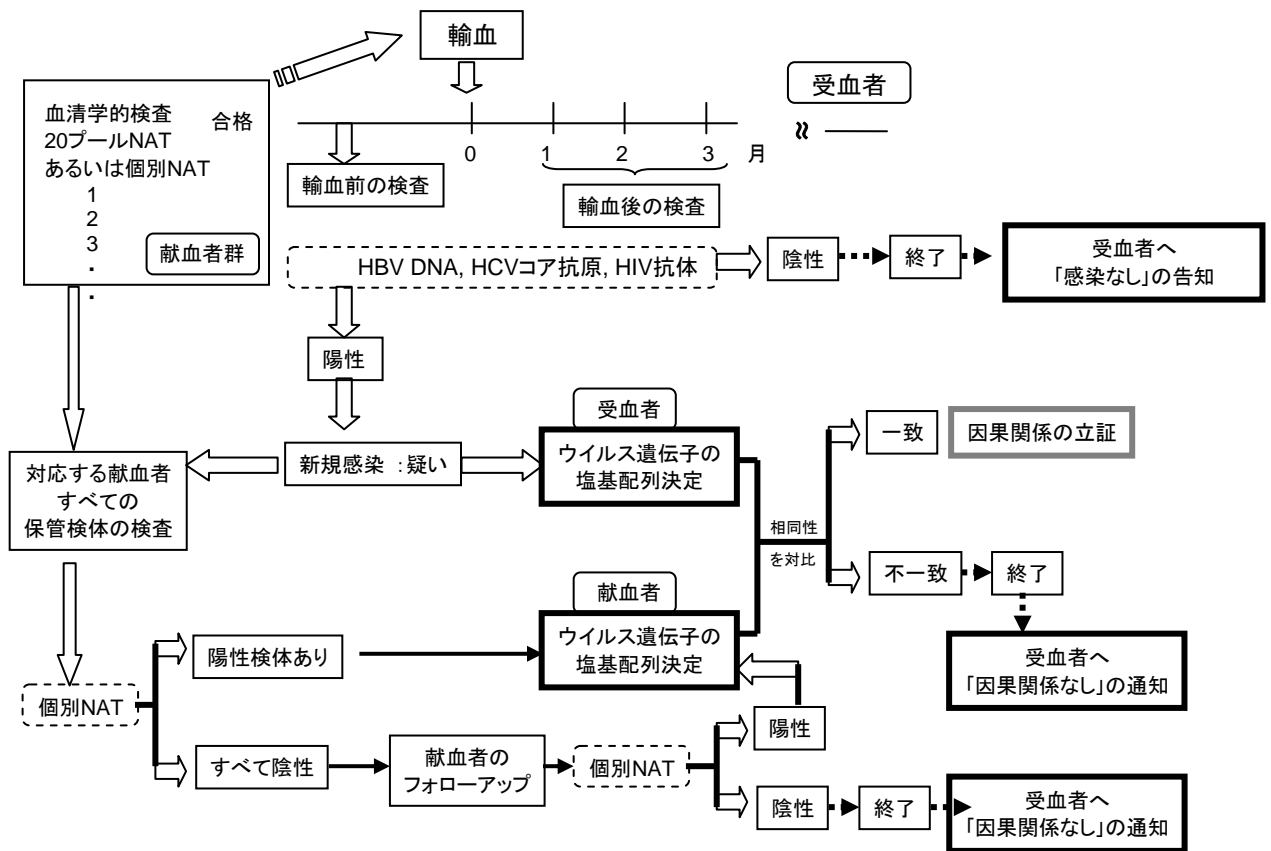 輸血
血清学的検査
合格
20プールNAT
あるいは個別NAT
1
2
3
・
・
献血者群
受血者
≈
0
1
2
3
月
輸血前の検査
輸血後の検査
HBV DNA, HCVコア抗原, HIV抗体
陰性
終了
受血者へ
「感染なし」の告知
陽性
新規感染 :疑い
対応する献血者
すべての
保管検体の検査
受血者
ウイルス遺伝子の
塩基配列決定
相同性
を対比
一致
因果関係の立証
不一致
終了
受血者へ
「因果関係なし」の通知
献血者
ウイルス遺伝子の
塩基配列決定
個別NAT
陽性検体あり
すべて陰性
献血者の
フォローアップ
個別NAT
陽性
陰性
終了
受血者へ
「因果関係なし」の通知